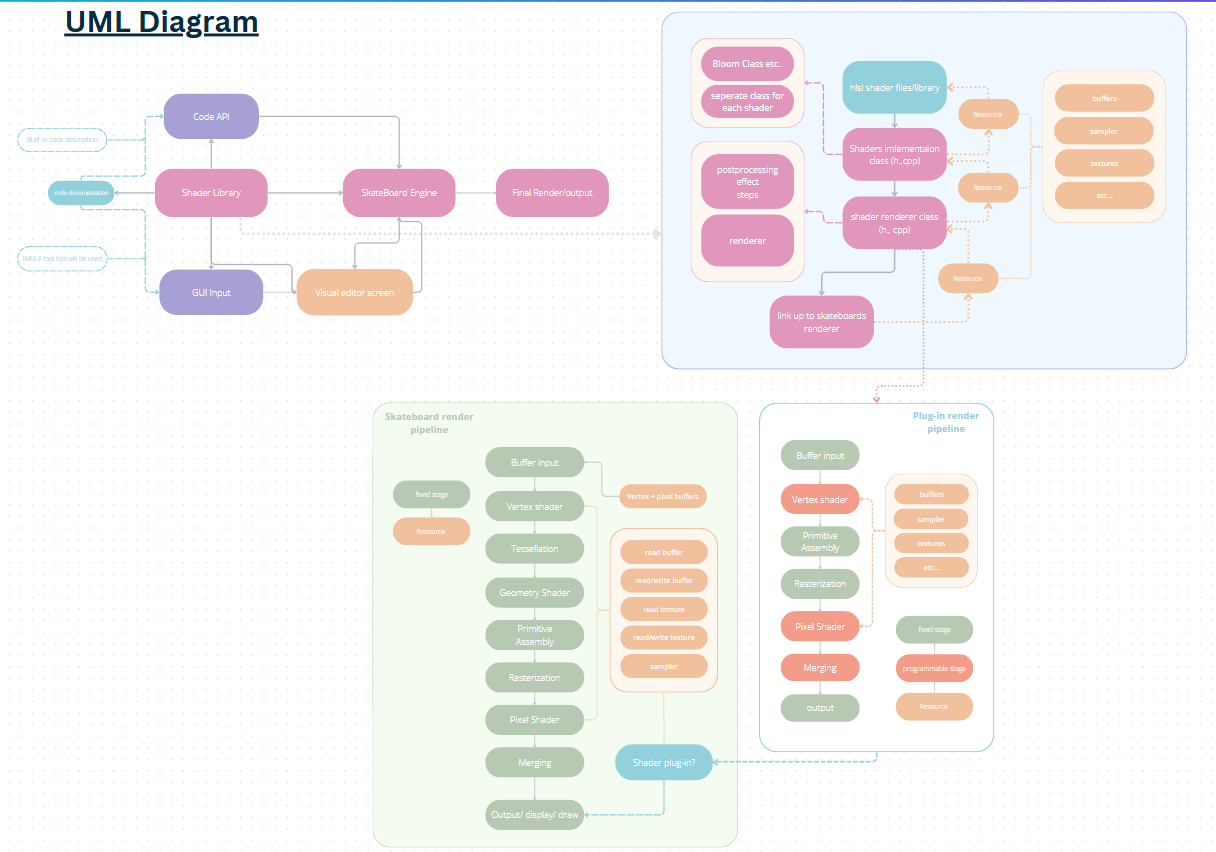 UML Diagram
Code API
Built in code description
code documentation
Shader Library
SkateBoard Engine
Final Render/output
IMGUI tool tips will be used
GUI Input
Visual editor screen
Bloom Class etc..
seperate class for
each shader
hlsl shader files/library
Resource
buffers
sampler
textures
etc...
Shaders imlementaion
class (h.,cpp)
postprocessing
effect
steps
Resource
shader renderer class
(h., cpp)
renderer
Resource
link up to skateboards
renderer
Skateboard render
pipeline
Buffer input
Vertex + pixel buffers
fixed stage
Vertex shader
Resource
Tessellation
read buffer
read/write buffer
Geometry Shader
read texture
Primitive
Assembly
read/write texture
sampler
Rasterization
Pixel Shader
Merging
Shader plug-in?
Output/ display/ draw
Plug-in render
pipeline
Buffer input
Vertex shader
buffers
sampler
Primitive
Assembly
textures
etc...
Rasterization
Pixel Shader
fixed stage
Merging
programmable stage
output
Resource